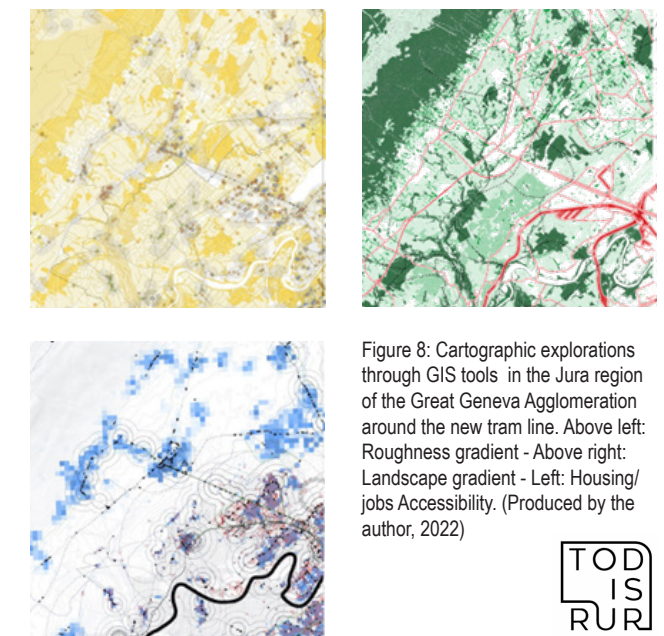 Figure 8: Cartographic explorations
through GIS tools in the Jura region
of the Great Geneva Agglomeration
around the new tram line. Above left:
Roughness gradient - Above right:
Landscape gradient - Left: Housing/
jobs Accessibility. (Produced by the
author, 2022)
TOD
IS
RUR